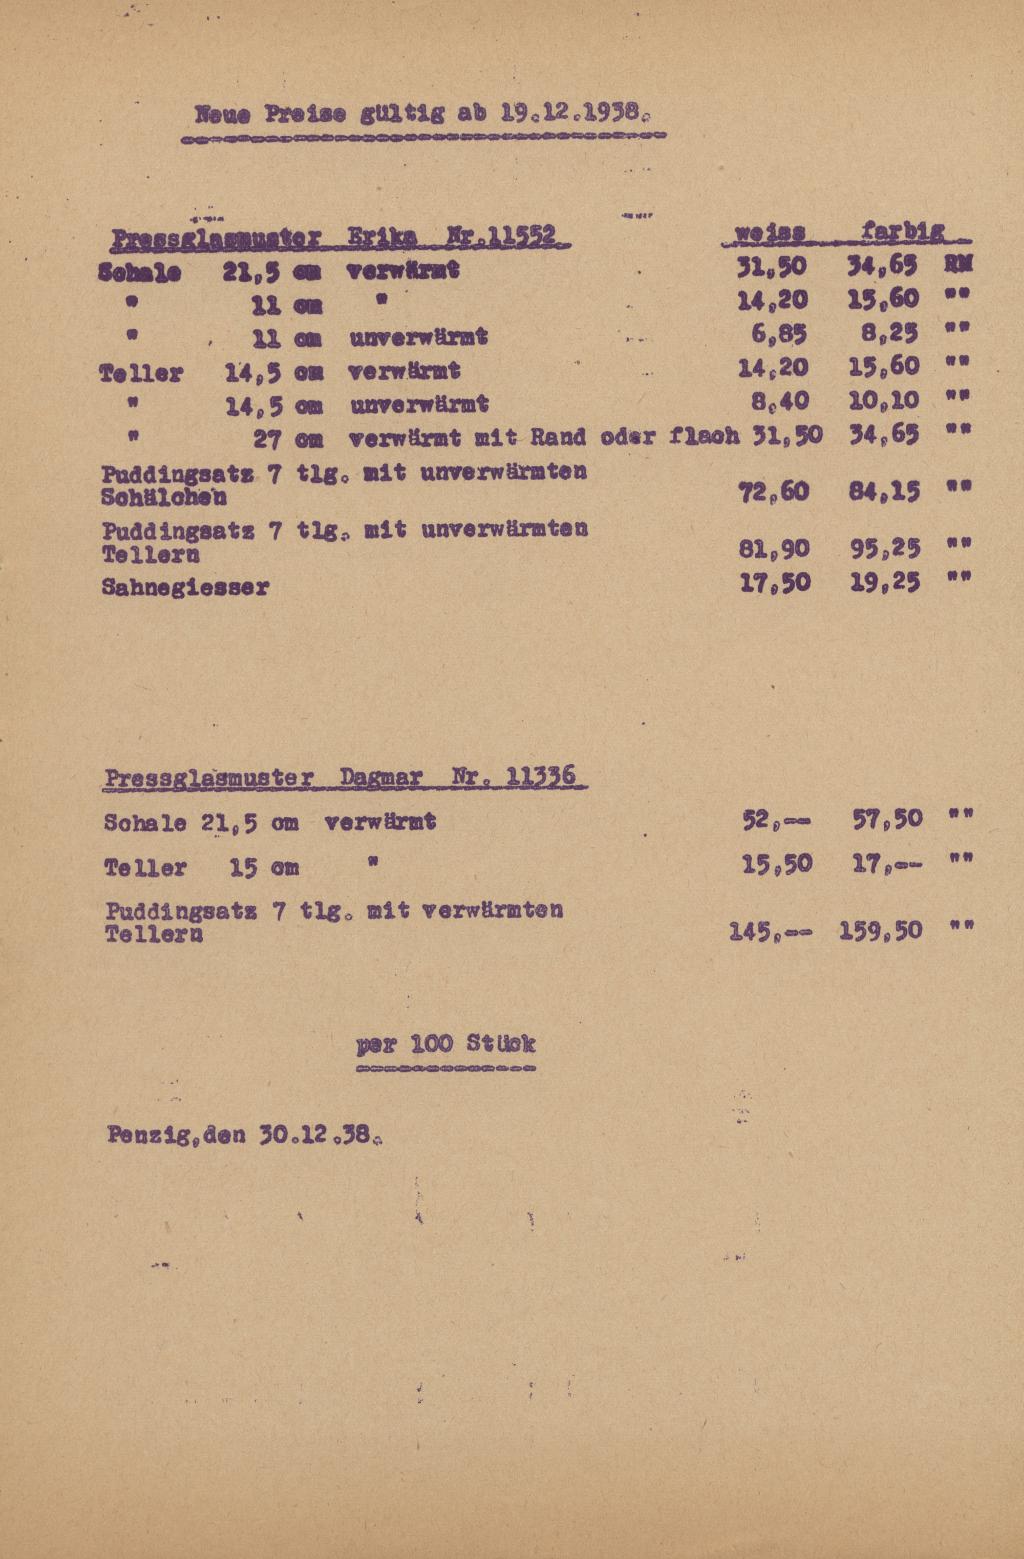 Neue Preise gültig ab 19.12.1938.
Pressglasmuster Erika Nr.11552 weiss farbig
Schale 21,5 cm verwärmt 31,50 34,65 RM
" 11 cm " 14,20 15,60 ""
" 11 cm unverwärmt 6,85 8,25 ""
Teller 14,5 cm verwärmt 14,20 15,60 ""
" 14,5 cm unverwärmt 8,40 10,10 ""
" 27 cm verwärmt mit Rand oder flach 31,50 34,65 ""
Puddingsatz 7 tlg. mit unverwärmten
Schälchen 72,60 84,15 ""
Puddingsatz 7 tlg. mit unverwärmten
Tellern 81,90 95,25 ""
Sahnegiesser 17,50 19,25 ""
Pressglasmuster Dagmar Nr. 11336
Schale 21,5 cm verwärmt 52,-- 57,50 ""
Teller 15 cm " 15,50 17,-- ""
Puddingsatz 7 tlg. mit verwärmten
Tellern 145,-- 159,50 ""
per 100 Stück
Penzig,den 30.12.38.